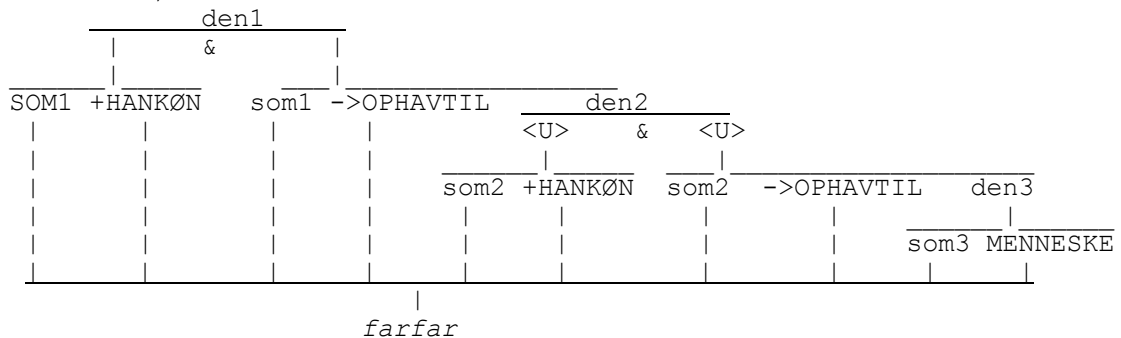 den1
&
SOM1 +HANKØN som1 ->OPHAVTIL den2
<U> & <U>
som2 +HANKØN som2 ->OPHAVTIL den3
som3 MENNESKE
farfar